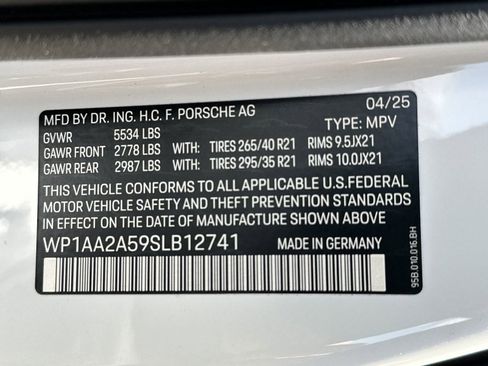 MFD BY DR. ING. H.C. F. PORSCHE AG 04/25
GVWR 5534 LBS TYPE: MPV
GAWR FRONT 2778 LBS WITH: TIRES 265/40 R21 RIMS 9.5JX21
GAWR REAR 2987 LBS WITH: TIRES 295/35 R21 RIMS 10.0JX21
THIS VEHICLE CONFORMS TO ALL APPLICABLE U.S.FEDERAL
MOTOR VEHICLE SAFETY AND THEFT PREVENTION STANDARDS
IN EFFECT ON THE DATE OF MANUFACTURE SHOWN ABOVE
WP1AA2A59SLB12741 MADE IN GERMANY
95B.010.016.BH